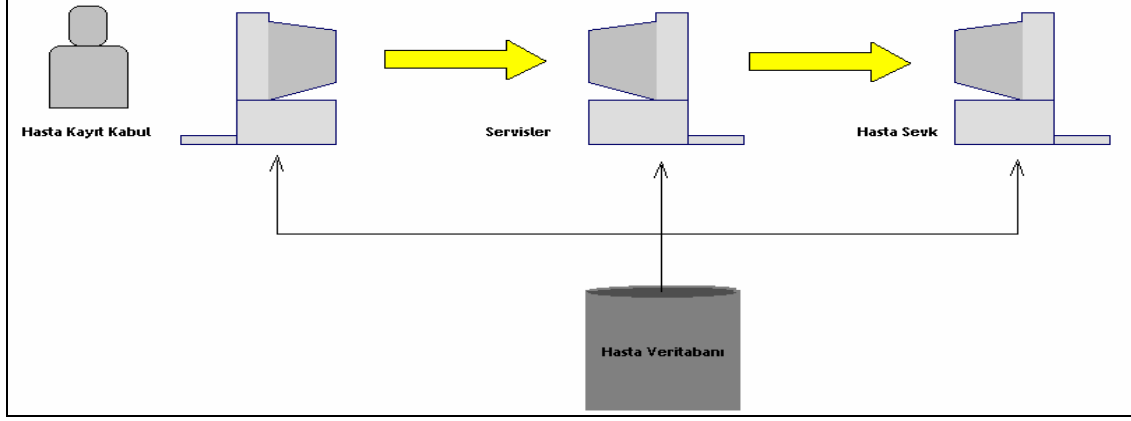 Hasta Kayıt Kabul
Servisler
Hasta Sevk
Hasta Veritabanı